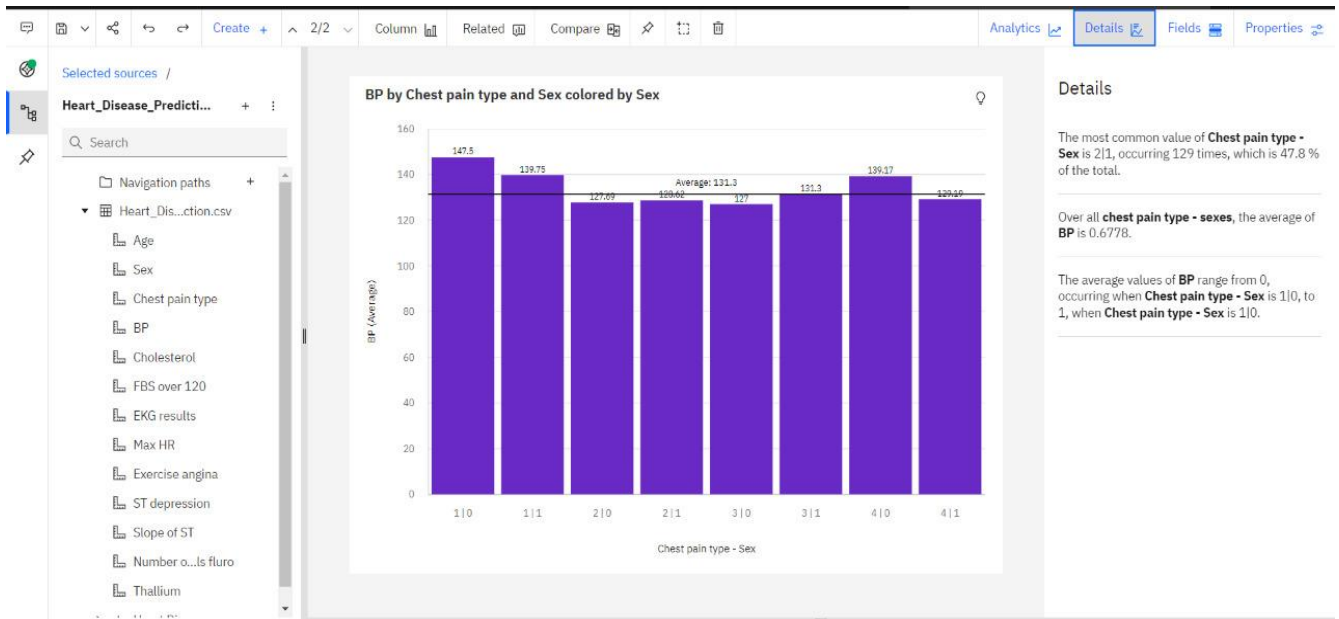 Create + 2/2 Column Related Compare Analytics Details Fields Properties
Selected sources /
Heart_Disease_Predicti... + ⋮
Search
Navigation paths +
Heart_Dis...ction.csv
Age
Sex
Chest pain type
BP
Cholesterol
FBS over 120
EKG results
Max HR
Exercise angina
ST depression
Slope of ST
Number o...ls fluro
Thallium
BP by Chest pain type and Sex colored by Sex
BP (Average)
160
140
120
100
80
60
40
20
0
147.5
139.75
127.69
128.62
127
131.3
139.17
129.19
Average: 131.3
1|0 1|1 2|0 2|1 3|0 3|1 4|0 4|1
Chest pain type - Sex
Details
The most common value of Chest pain type -
Sex is 2|1, occurring 129 times, which is 47.8 %
of the total.
Over all chest pain type - sexes, the average of
BP is 0.6778.
The average values of BP range from 0,
occurring when Chest pain type - Sex is 1|0, to
1, when Chest pain type - Sex is 1|0.